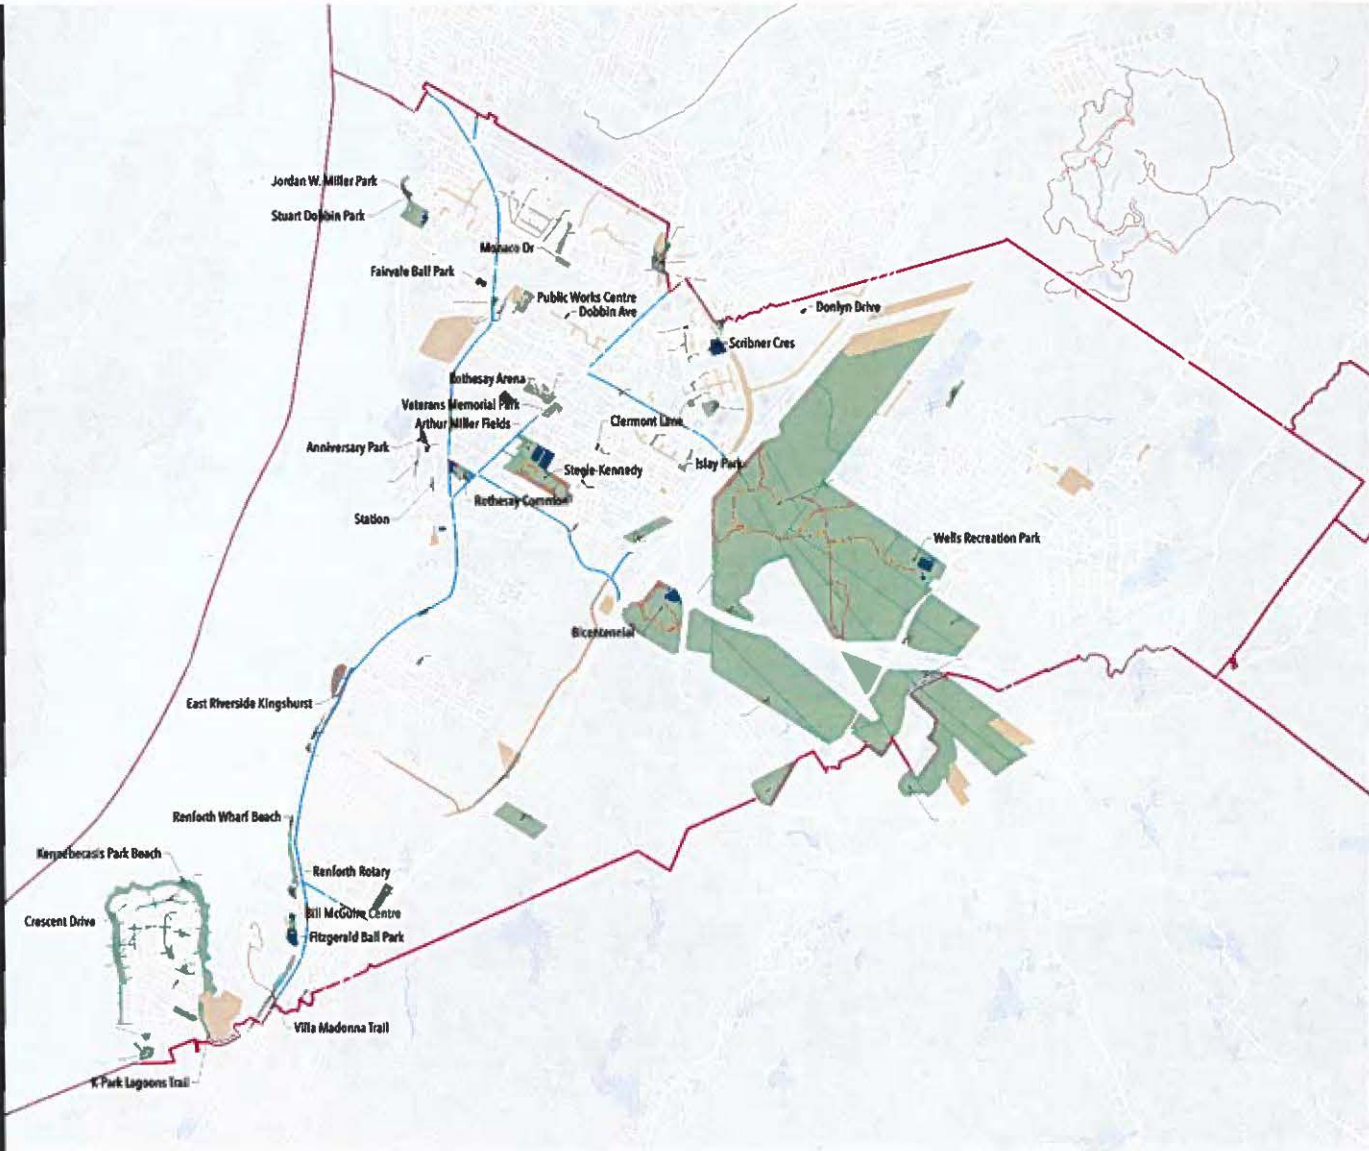 Jordan W. Miller Park
Stuart Dobbin Park
Monaco Dr
Fairvale Ball Park
Public Works Centre
Dobbin Ave
Donlyn Drive
Scribner Cres
Rothesay Arena
Veterans Memorial Park
Arthur Miller Fields
Clermont Lane
Anniversary Park
Islay Park
Steele-Kennedy
Rothesay Common
Station
Wells Recreation Park
Bicentennial
East Riverside Kingshurst
Renforth Wharf Beach
Kennebecasis Park Beach
Renforth Rotary
Bill McGuire Centre
Crescent Drive
Fitzgerald Ball Park
Villa Madonna Trail
K-Park Lagoons Trail